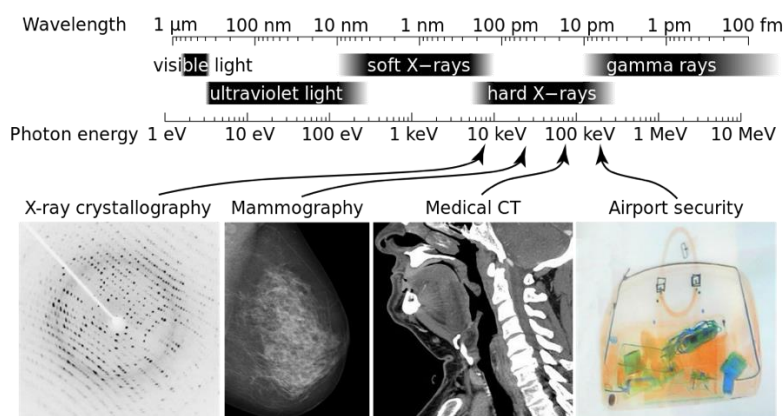 Wavelength 1 μm 100 nm 10 nm 1 nm 100 pm 10 pm 1 pm 100 fm
visible light soft X−rays gamma rays
ultraviolet light hard X−rays
Photon energy 1 eV 10 eV 100 eV 1 keV 10 keV 100 keV 1 MeV 10 MeV
X-ray crystallography Mammography Medical CT Airport security